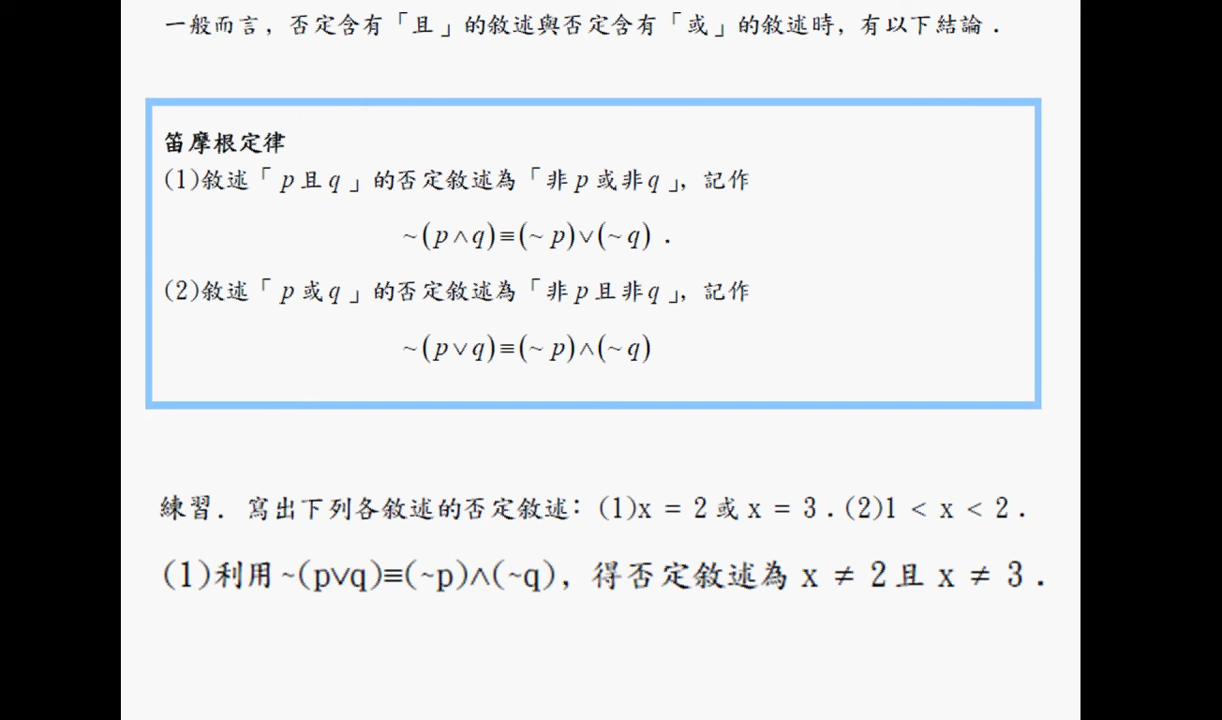 一般而言，否定含有「且」的敘述與否定含有「或」的敘述時，有以下結論．
笛摩根定律
(1)敘述「p且q」的否定敘述為「非p或非q」，記作
~(p∧q)≡(~p)∨(~q)．
(2)敘述「p或q」的否定敘述為「非p且非q」，記作
~(p∨q)≡(~p)∧(~q)
練習．寫出下列各敘述的否定敘述：(1)x = 2或x = 3．(2)1 < x < 2．
(1)利用~(p∨q)≡(~p)∧(~q)，得否定敘述為 x ≠ 2且 x ≠ 3．